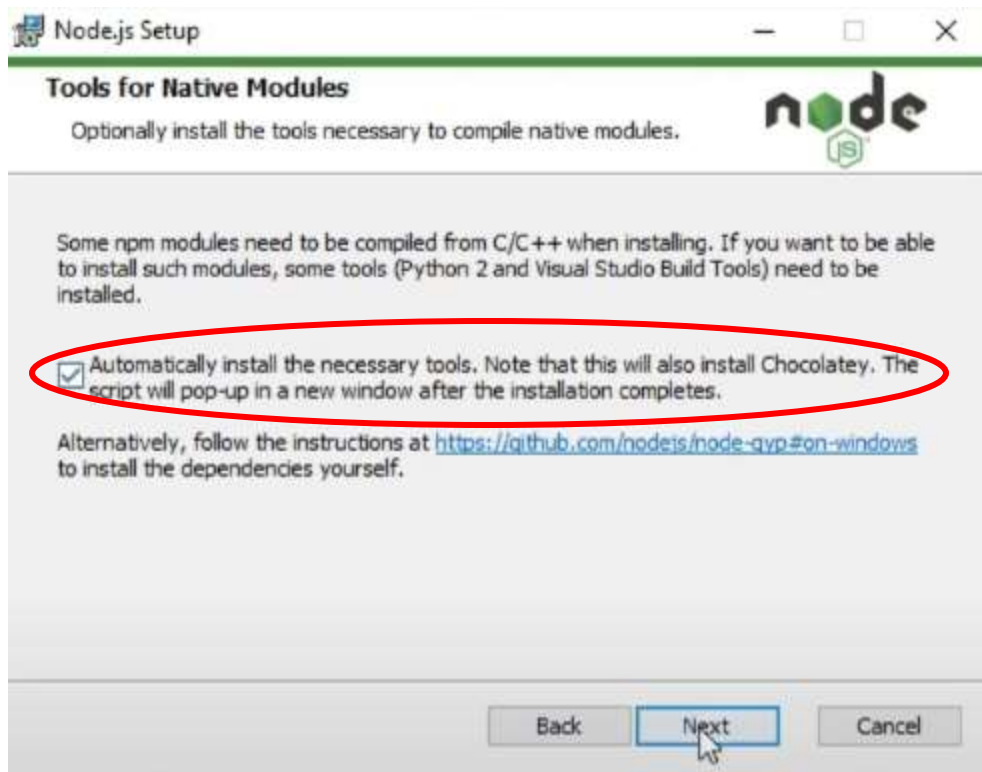 Node.js Setup
Tools for Native Modules
Optionally install the tools necessary to compile native modules.
node
JS
Some npm modules need to be compiled from C/C++ when installing. If you want to be able
to install such modules, some tools (Python 2 and Visual Studio Build Tools) need to be
installed.
Automatically install the necessary tools. Note that this will also install Chocolatey. The
script will pop-up in a new window after the installation completes.
Alternatively, follow the instructions at https://github.com/nodejs/node-gyp#on-windows
to install the dependencies yourself.
Back Next Cancel